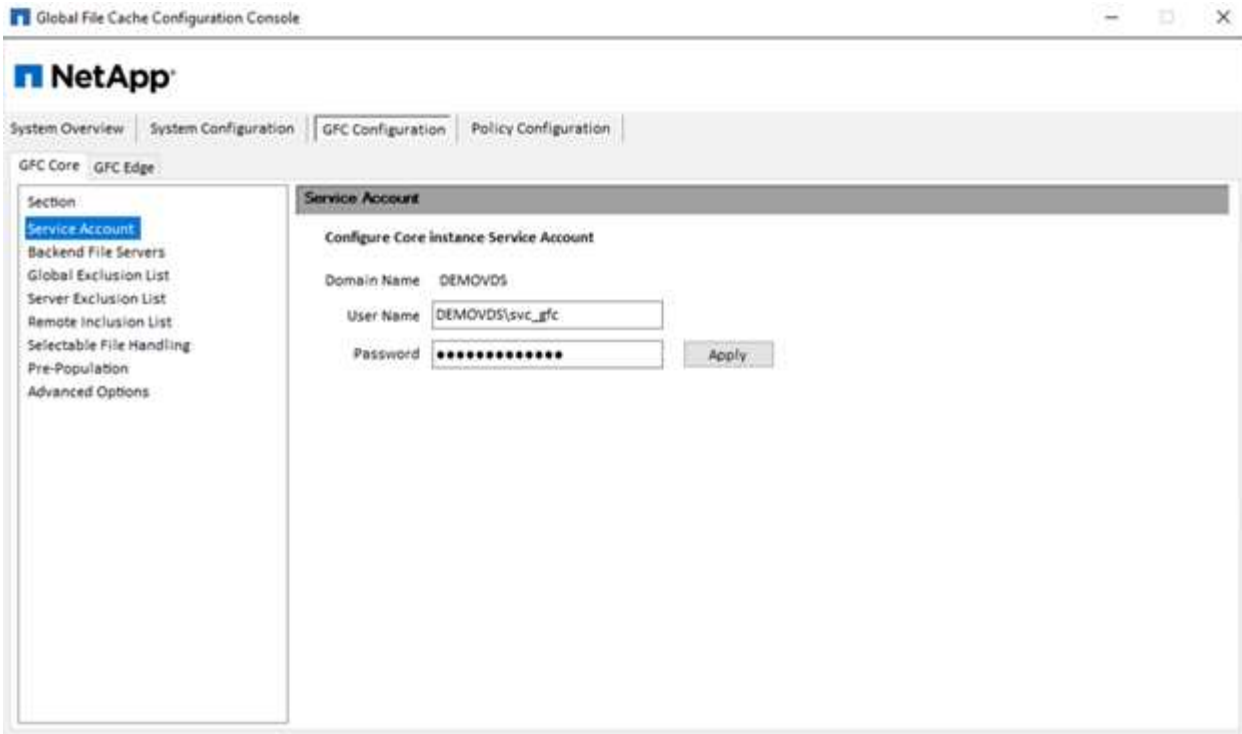 Global File Cache Configuration Console
NetApp
System Overview System Configuration GFC Configuration Policy Configuration
GFC Core GFC Edge
Section
Service Account
Backend File Servers
Global Exclusion List
Server Exclusion List
Remote Inclusion List
Selectable File Handling
Pre-Population
Advanced Options
Service Account
Configure Core instance Service Account
Domain Name DEMOVDS
User Name DEMOVDS\svc_gfc
Password ●●●●●●●●●●●●●
Apply